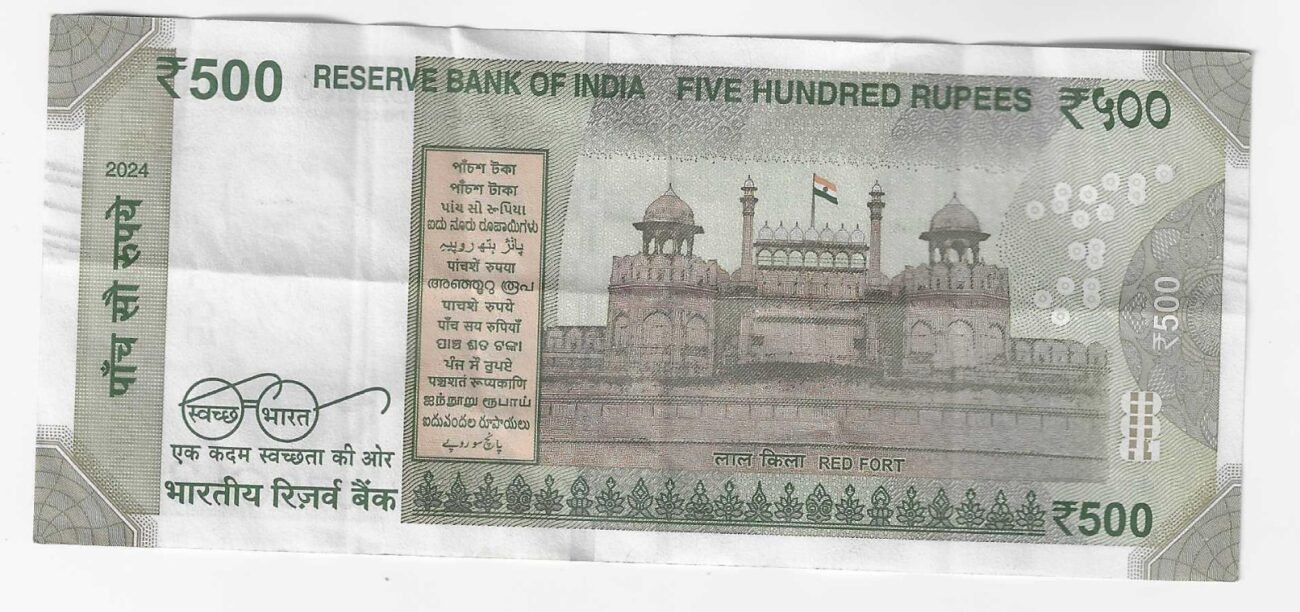 ₹500 RESERVE BANK OF INDIA FIVE HUNDRED RUPEES ₹५००
2024
पाँच सौ रुपये
পাঁচশ টকা
পাঁচশ টাকা
પાંચ સો રૂપિયા
ಐದು ನೂರು ರೂಪಾಯಿಗಳು
پانژھ ہتھ روپیہ
पांचशें रुपया
അഞ്ഞൂറു രൂപ
पाचशे रुपये
पाँच सय रुपियाँ
ପାଞ୍ଚ ଶତ ଟଙ୍କା
ਪੰਜ ਸੌ ਰੁਪਏ
पञ्चशतं रूप्यकाणि
ஐந்நூறு ரூபாய்
ఐదువందల రూపాయలు
پانچ سو روپے
₹500
स्वच्छ भारत
एक कदम स्वच्छता की ओर
भारतीय रिज़र्व बैंक
लाल किला RED FORT
₹500